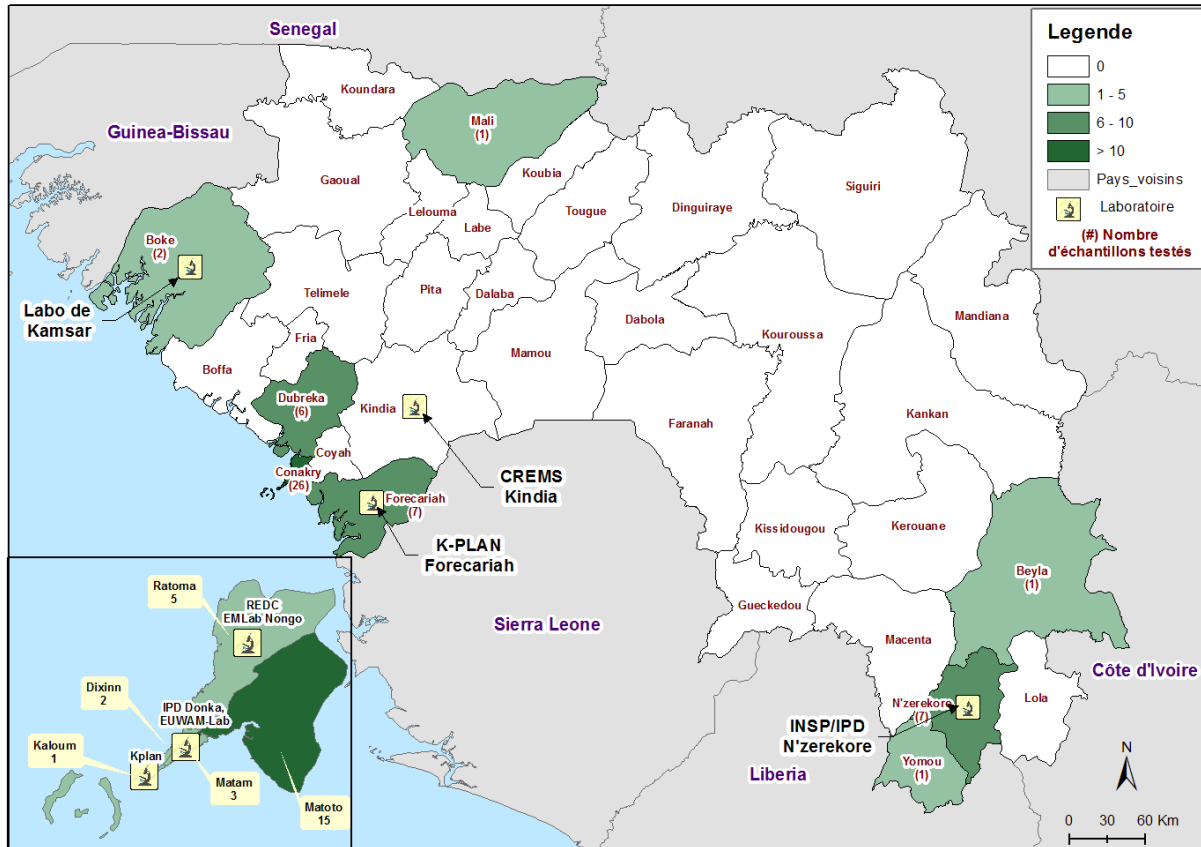 Senegal
Guinea-Bissau
Koundara
Mali
(1)
Gaoual
Koubia
Lelouma
Labe
Tougue
Dinguiraye
Siguiri
Boke
(2)
Labo de
Kamsar
Telimele
Pita
Dalaba
Fria
Boffa
Mamou
Dabola
Kouroussa
Mandiana
Dubreka
(6)
Kindia
Coyah
Conakry
(26)
Forecariah
(7)
CREMS
Kindia
K-PLAN
Forecariah
Faranah
Kankan
Kissidougou
Kerouane
Beyla
(1)
Gueckedou
Macenta
Sierra Leone
N'zerekore
(7)
Lola
Côte d'Ivoire
INSP/IPD
N'zerekore
Yomou
(1)
Liberia
Legende
0
1 - 5
6 - 10
> 10
Pays_voisins
Laboratoire
(#) Nombre
d'échantillons testés
Ratoma
5
REDC
EMLab Nongo
Dixinn
2
IPD Donka,
EUWAM-Lab
Kaloum
1
Kplan
Matam
3
Matoto
15
N
0 30 60 Km